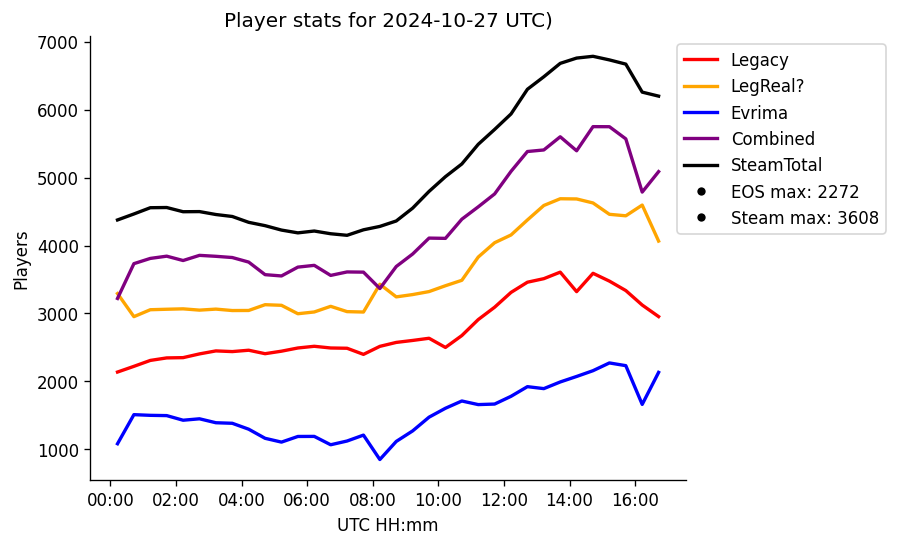 Player stats for 2024-10-27 UTC)
7000
6000
5000
4000
3000
2000
1000
Players
00:00 02:00 04:00 06:00 08:00 10:00 12:00 14:00 16:00
UTC HH:mm
Legacy
LegReal?
Evrima
Combined
SteamTotal
EOS max: 2272
Steam max: 3608